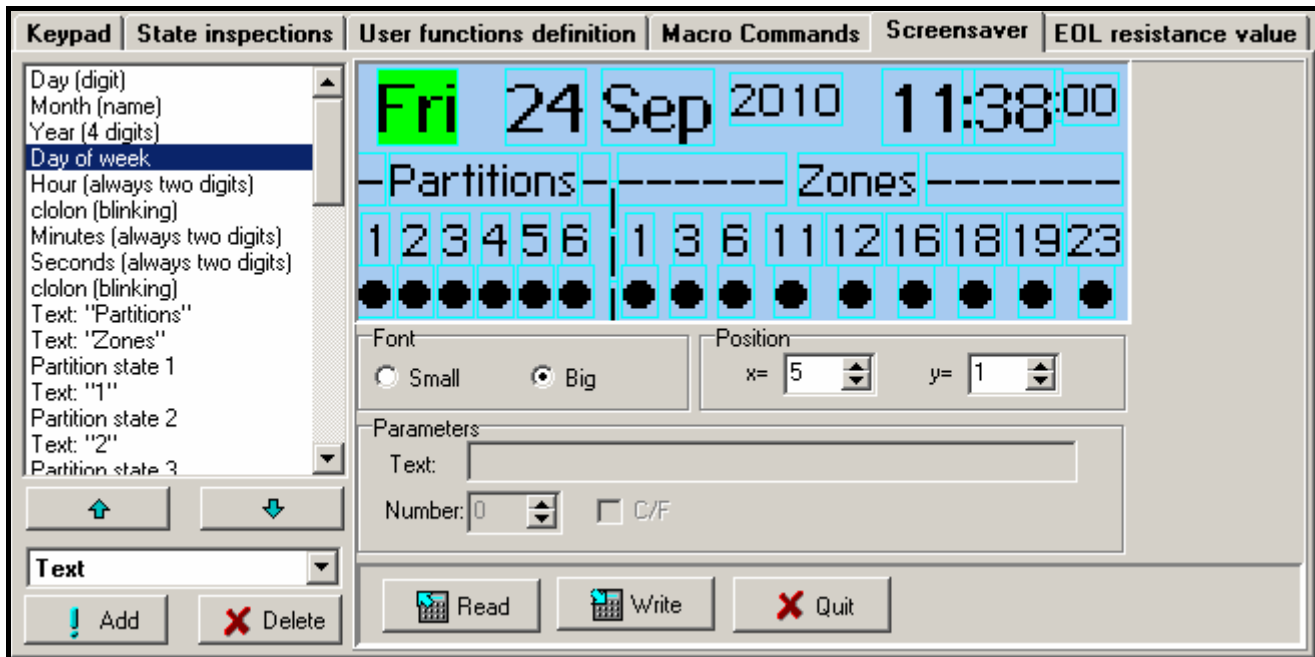 Keypad State inspections User functions definition Macro Commands Screensaver EOL resistance value
Day (digit)
Month (name)
Year (4 digits)
Day of week
Hour (always two digits)
clolon (blinking)
Minutes (always two digits)
Seconds (always two digits)
clolon (blinking)
Text: "Partitions"
Text: "Zones"
Partition state 1
Text: "1"
Partition state 2
Text: "2"
Partition state 3
Text
Add Delete
Fri 24 Sep 2010 11:38:00
Partitions Zones
1 2 3 4 5 6 1 3 6 11 12 16 18 19 23
Font
Small Big
Position
x= 5 y= 1
Parameters
Text:
Number: 0 C/F
Read Write Quit